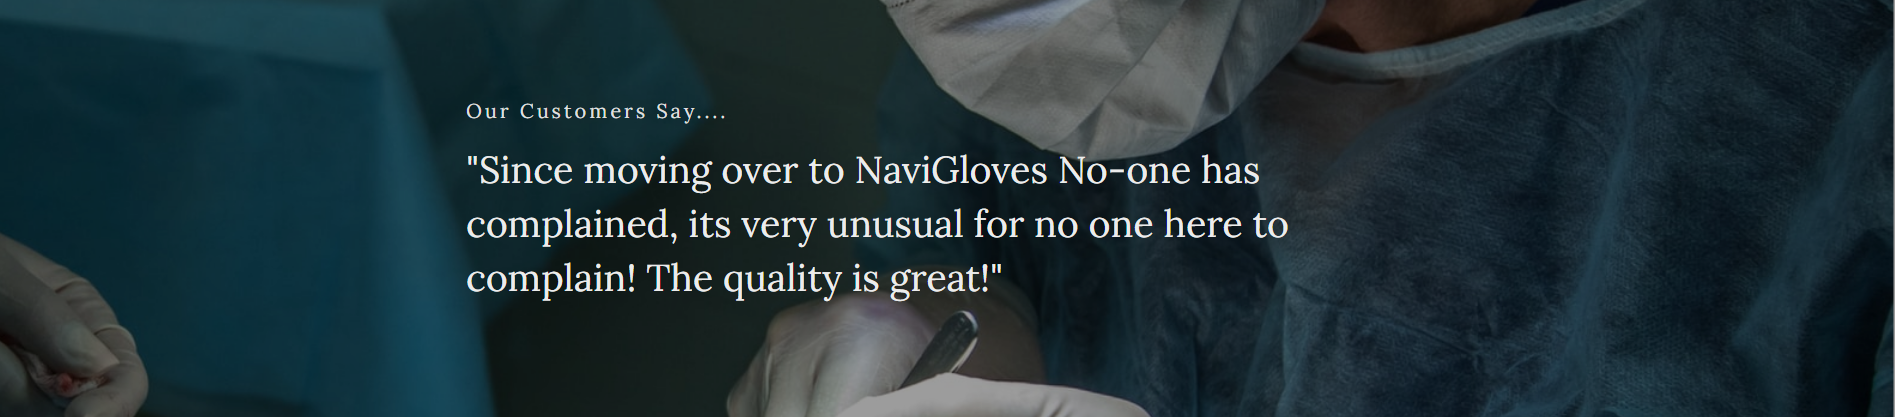 Our Customers Say....
"Since moving over to NaviGloves No-one has
complained, its very unusual for no one here to
complain! The quality is great!"